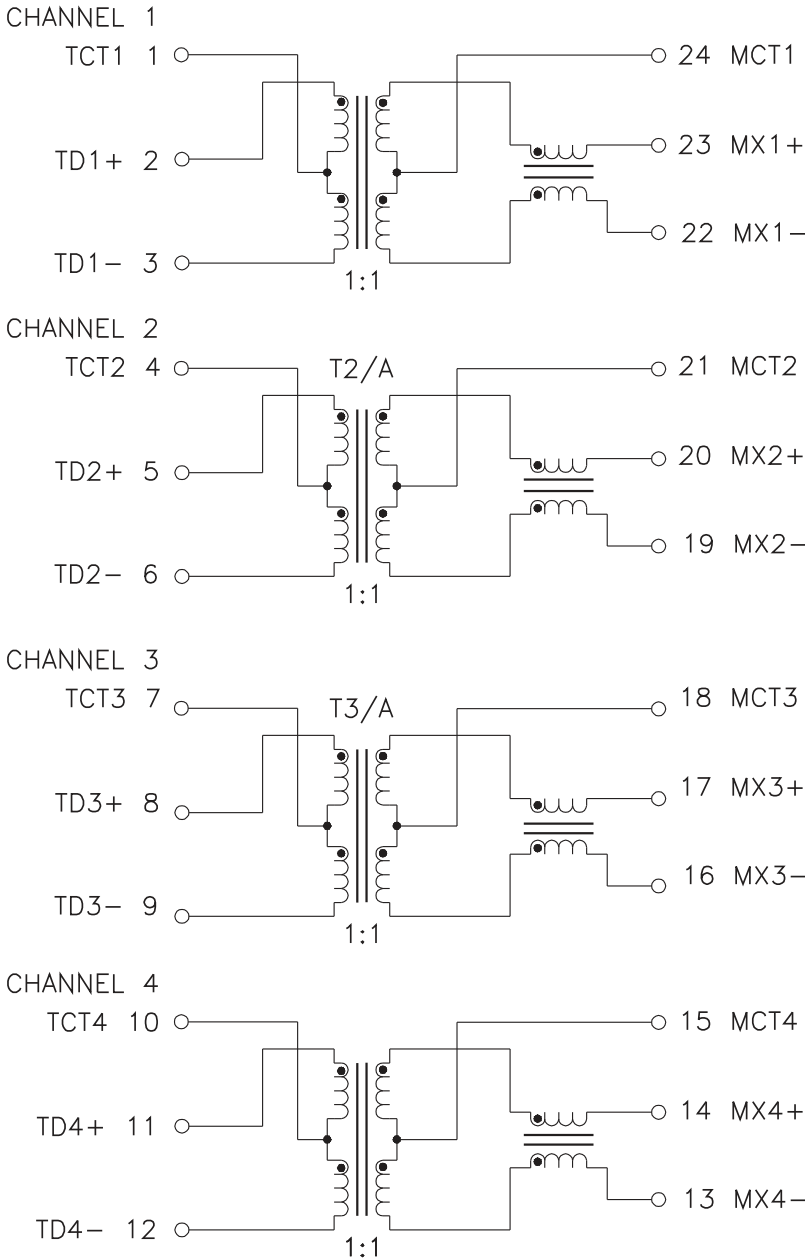 CHANNEL 1
TCT1 1
24 MCT1
TD1+ 2
23 MX1+
22 MX1−
TD1− 3
1:1
CHANNEL 2
TCT2 4
T2/A
21 MCT2
TD2+ 5
20 MX2+
19 MX2−
TD2− 6
1:1
CHANNEL 3
TCT3 7
T3/A
18 MCT3
TD3+ 8
17 MX3+
16 MX3−
TD3− 9
1:1
CHANNEL 4
TCT4 10
15 MCT4
TD4+ 11
14 MX4+
13 MX4−
TD4− 12
1:1